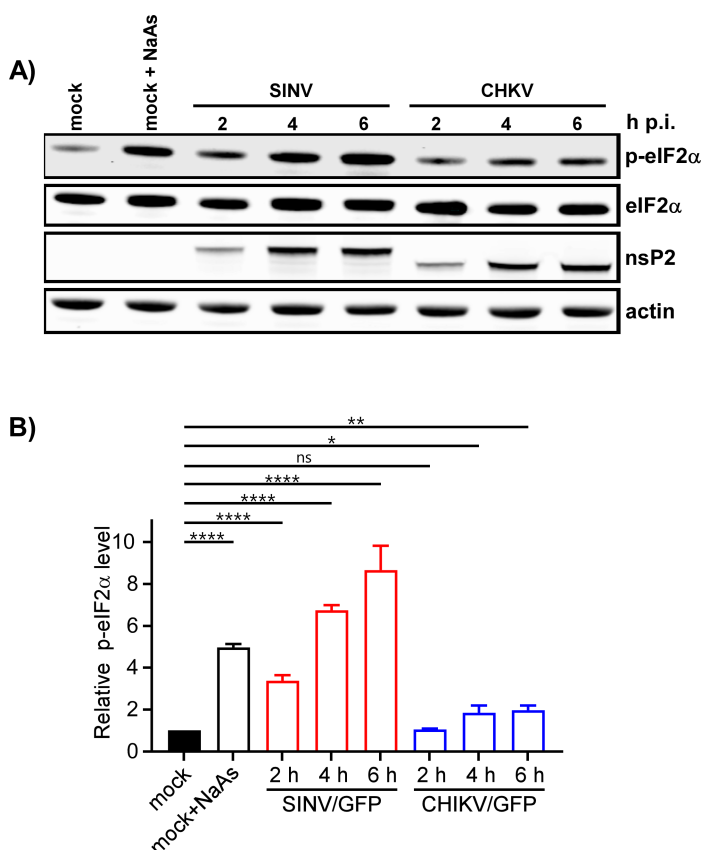 A)
mock
mock + NaAs
SINV
CHKV
2 4 6 2 4 6 h p.i.
p-eIF2α
eIF2α
nsP2
actin
B)
**
*
ns
****
****
****
****
Relative p-eIF2α level
10
8
6
4
2
0
mock
mock+NaAs
2 h 4 h 6 h 2 h 4 h 6 h
SINV/GFP CHIKV/GFP